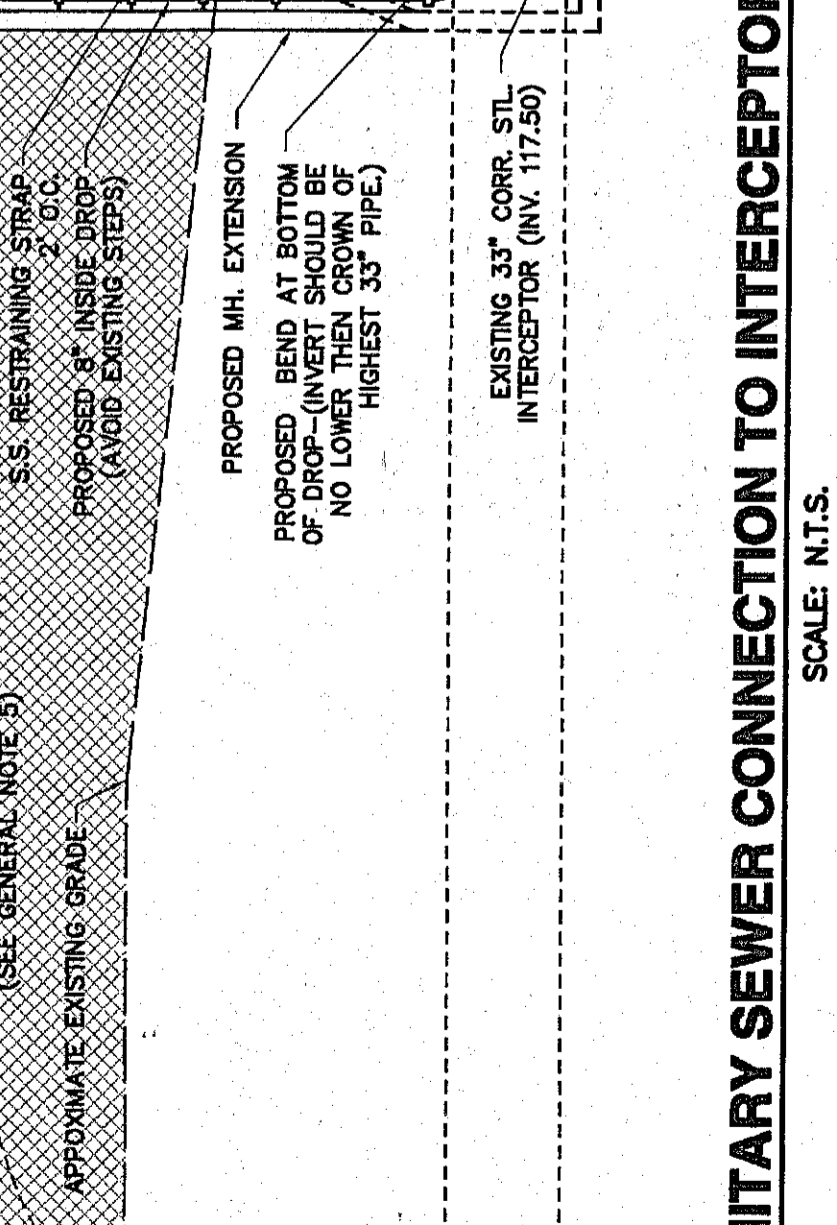 (SEE GENERAL NOTE 5)
APPOXIMATE EXISTING GRADE
S.S. RESTRAINING STRAP
2' O.C.
PROPOSED 8" INSIDE DROP
(AVOID EXISTING STEPS)
PROPOSED MH. EXTENSION
PROPOSED BEND AT BOTTOM
OF DROP-(INVERT SHOULD BE
NO LOWER THEN CROWN OF
HIGHEST 33" PIPE.)
EXISTING 33" CORR. STL.
INTERCEPTOR (INV. 117.50)
ITARY SEWER CONNECTION TO INTERCEPTOR
SCALE: N.T.S.